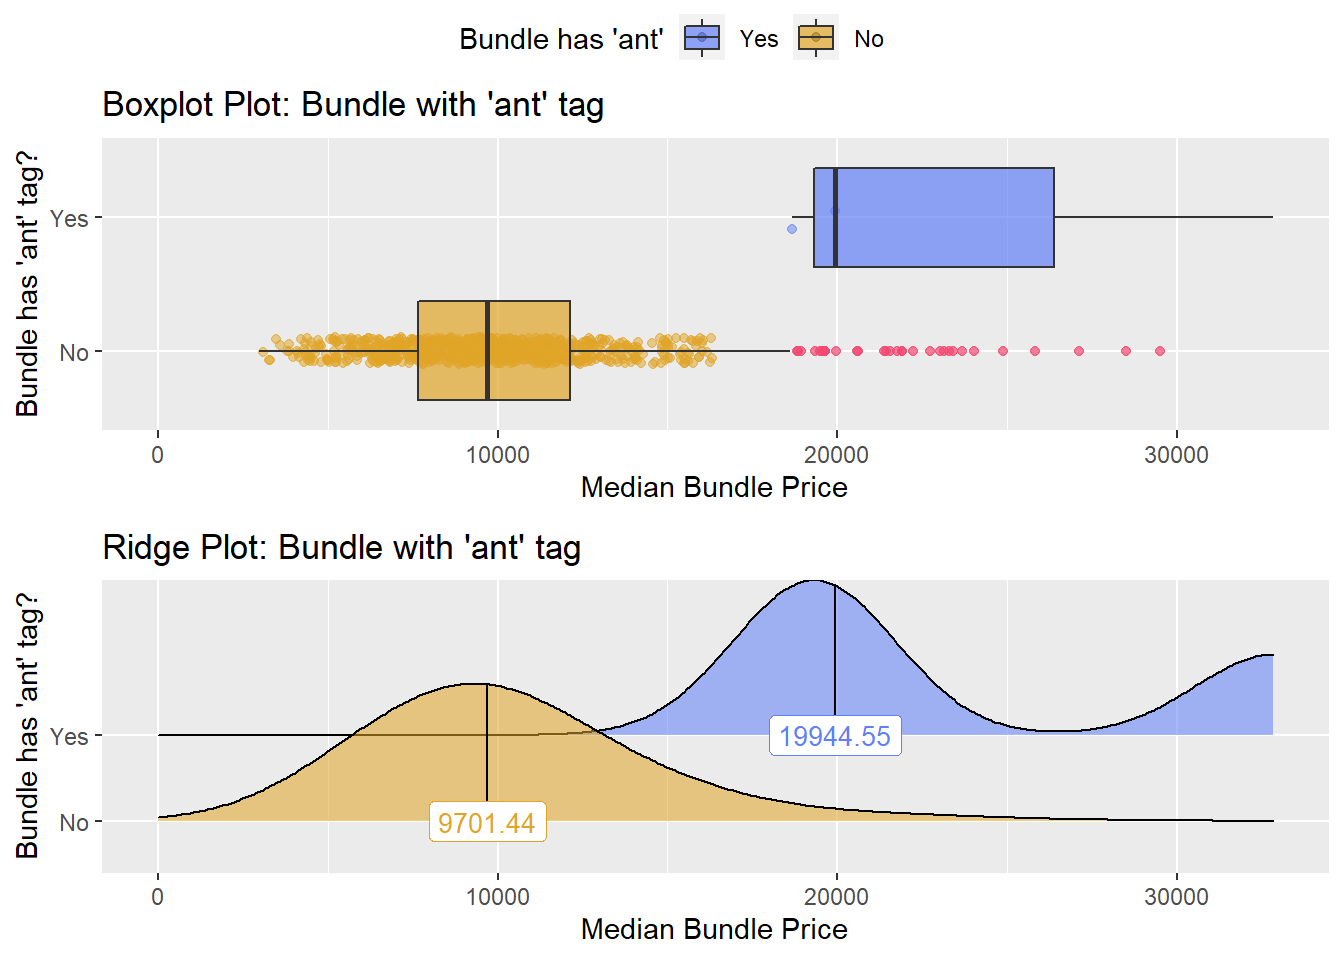 Bundle has 'ant' Yes No
Boxplot Plot: Bundle with 'ant' tag
Bundle has 'ant' tag?
Yes
No
0 10000 20000 30000
Median Bundle Price
Ridge Plot: Bundle with 'ant' tag
Bundle has 'ant' tag?
Yes
19944.55
No
9701.44
0 10000 20000 30000
Median Bundle Price